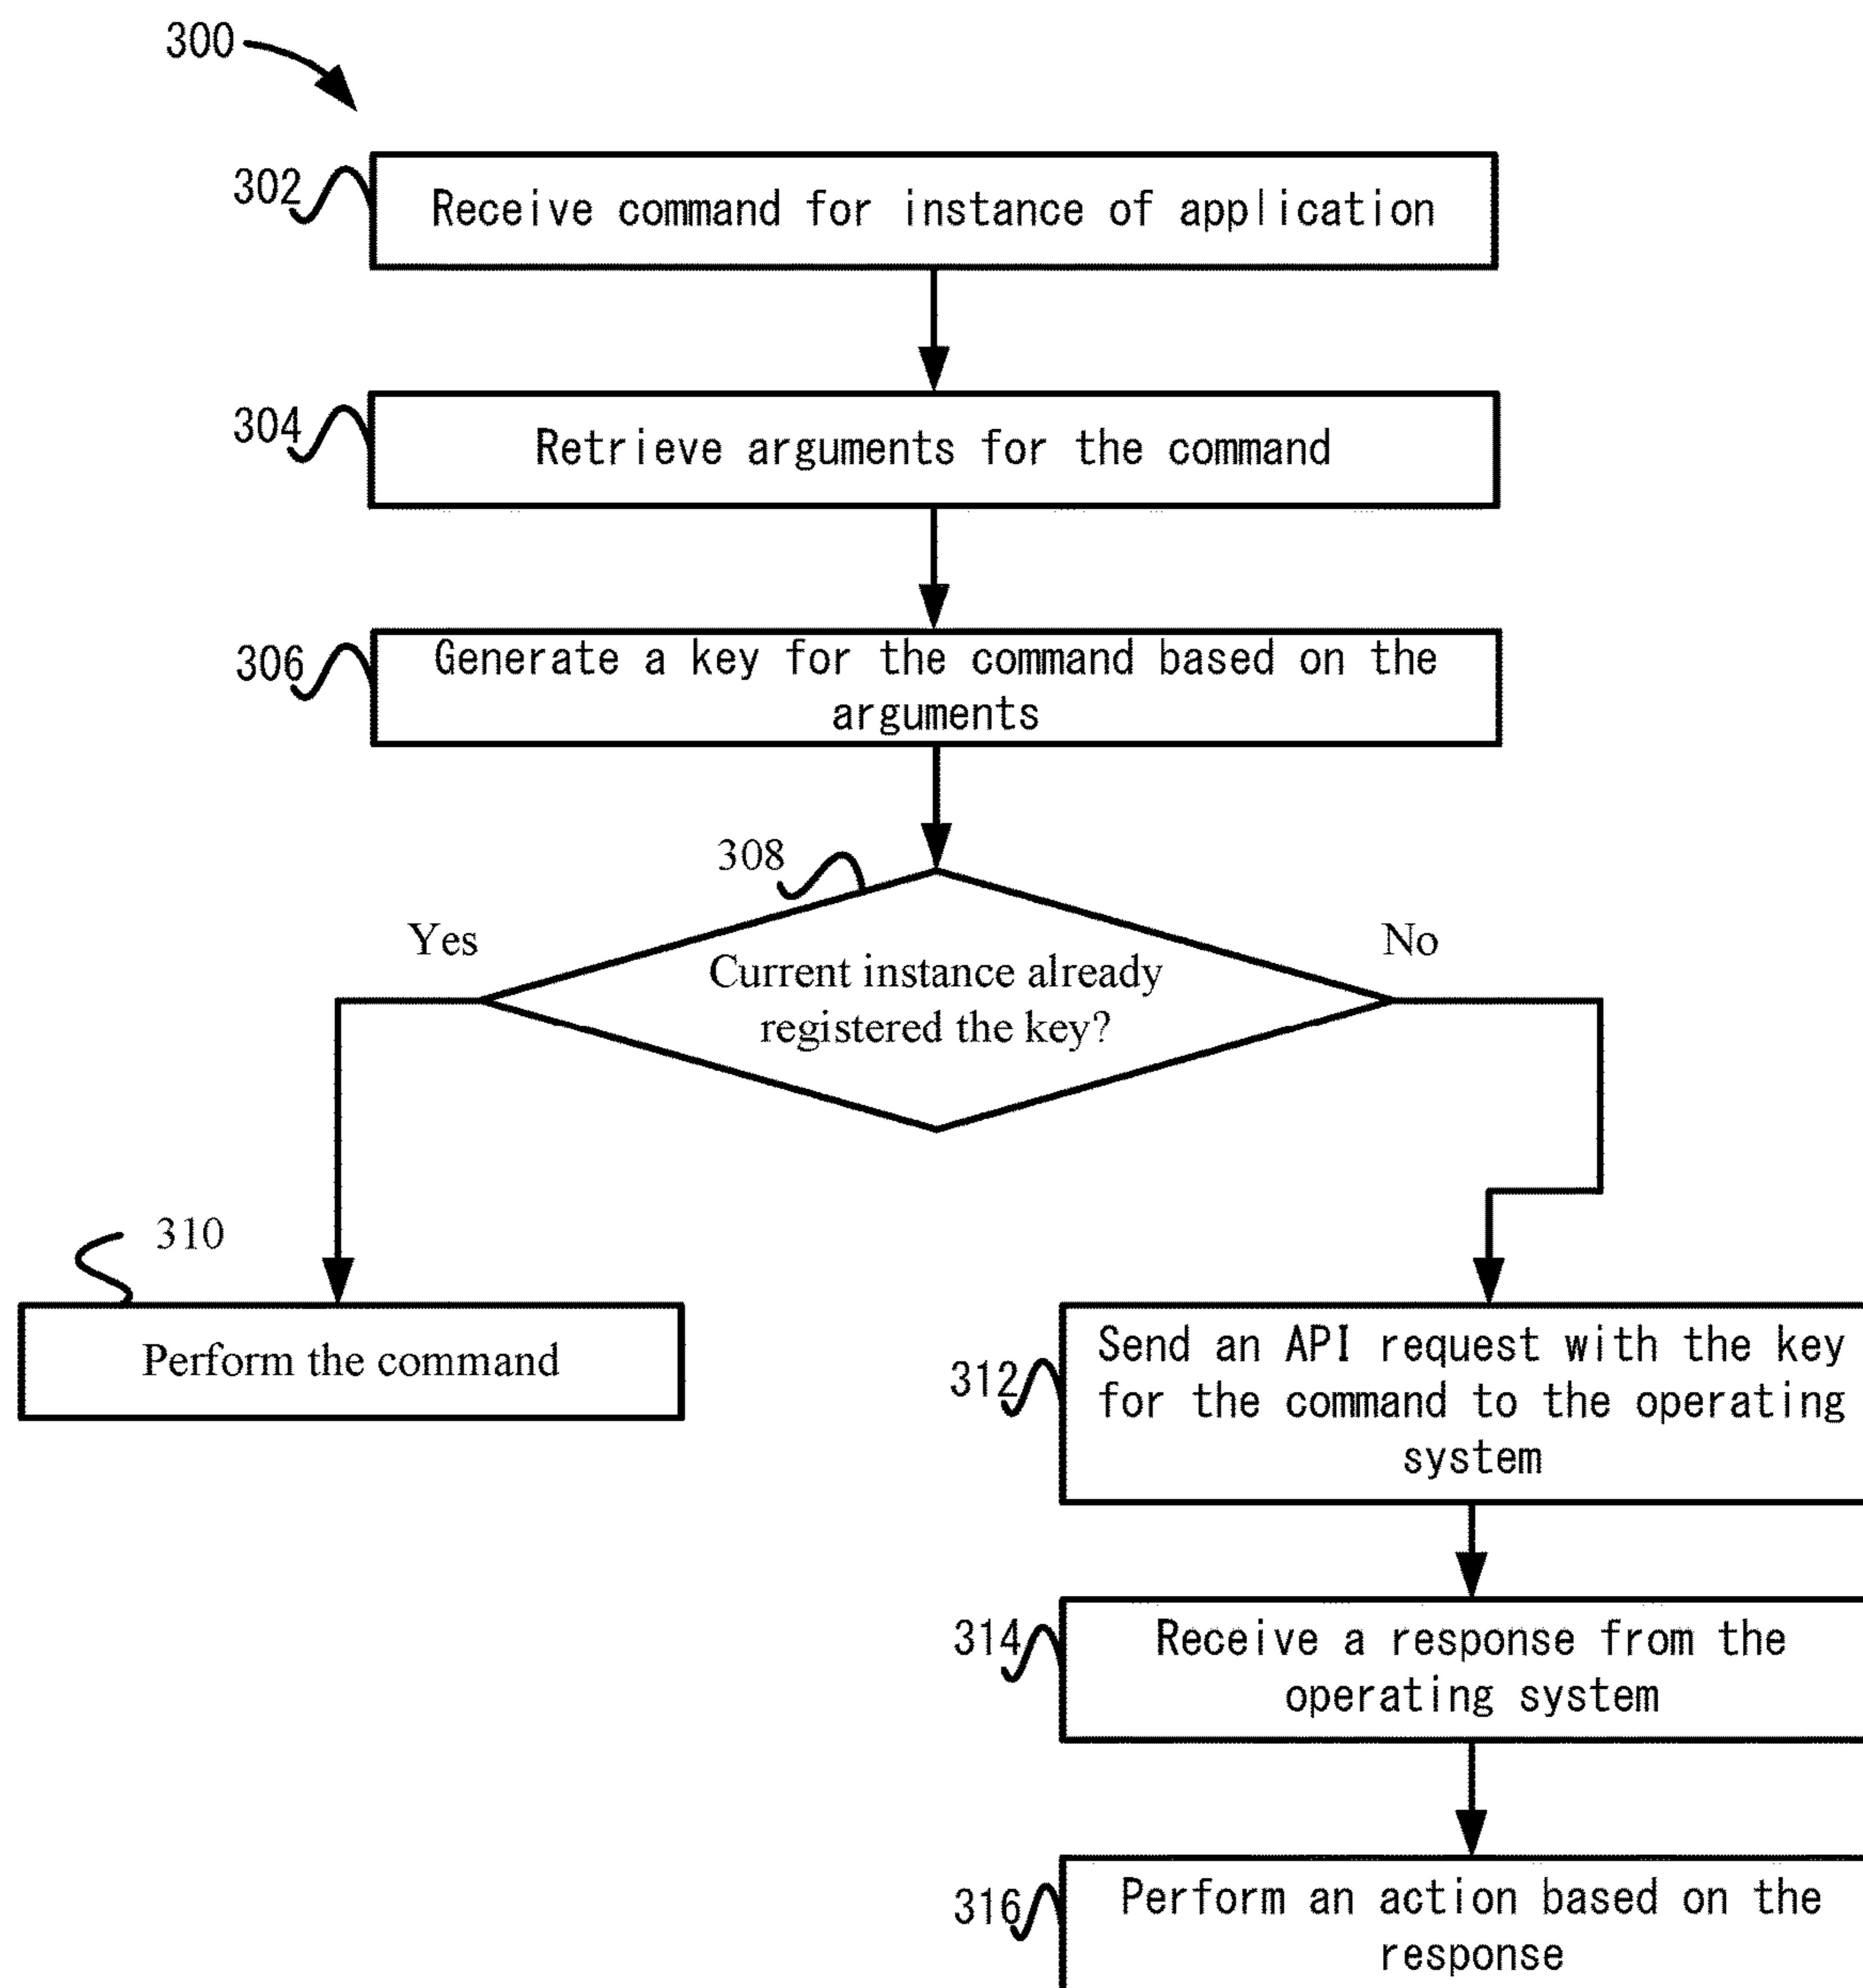 300
302
Receive command for instance of application
304
Retrieve arguments for the command
306
Generate a key for the command based on the
arguments
308
Yes
No
Current instance already
registered the key?
310
Perform the command
312
Send an API request with the key
for the command to the operating
system
314
Receive a response from the
operating system
316
Perform an action based on the
response